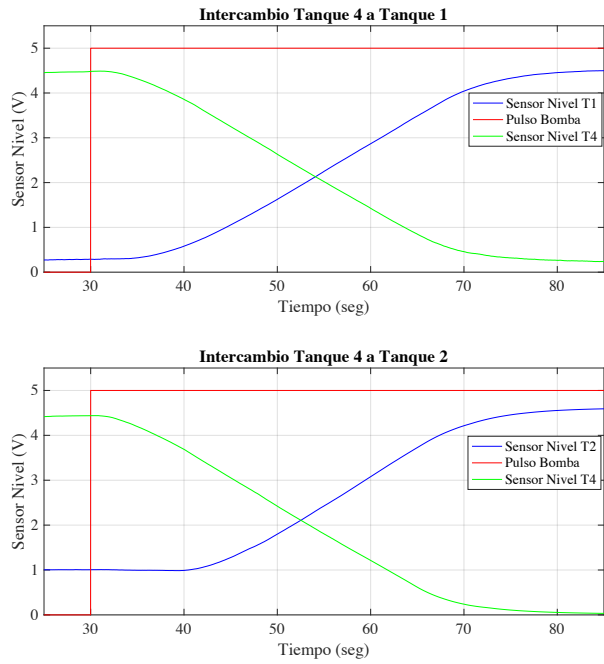 Intercambio Tanque 4 a Tanque 1
5
4
3
2
1
0
Sensor Nivel (V)
Sensor Nivel T1
Pulso Bomba
Sensor Nivel T4
30 40 50 60 70 80
Tiempo (seg)
Intercambio Tanque 4 a Tanque 2
5
4
3
2
1
0
Sensor Nivel (V)
Sensor Nivel T2
Pulso Bomba
Sensor Nivel T4
30 40 50 60 70 80
Tiempo (seg)